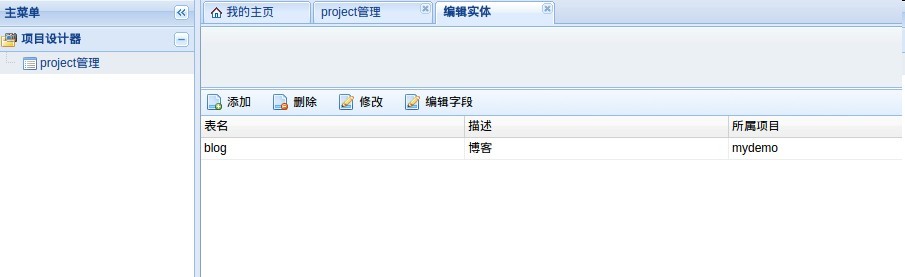 主菜单
项目设计器
project管理
我的主页 project管理 编辑实体
添加 删除 修改 编辑字段
表名 描述 所属项目
blog 博客 mydemo